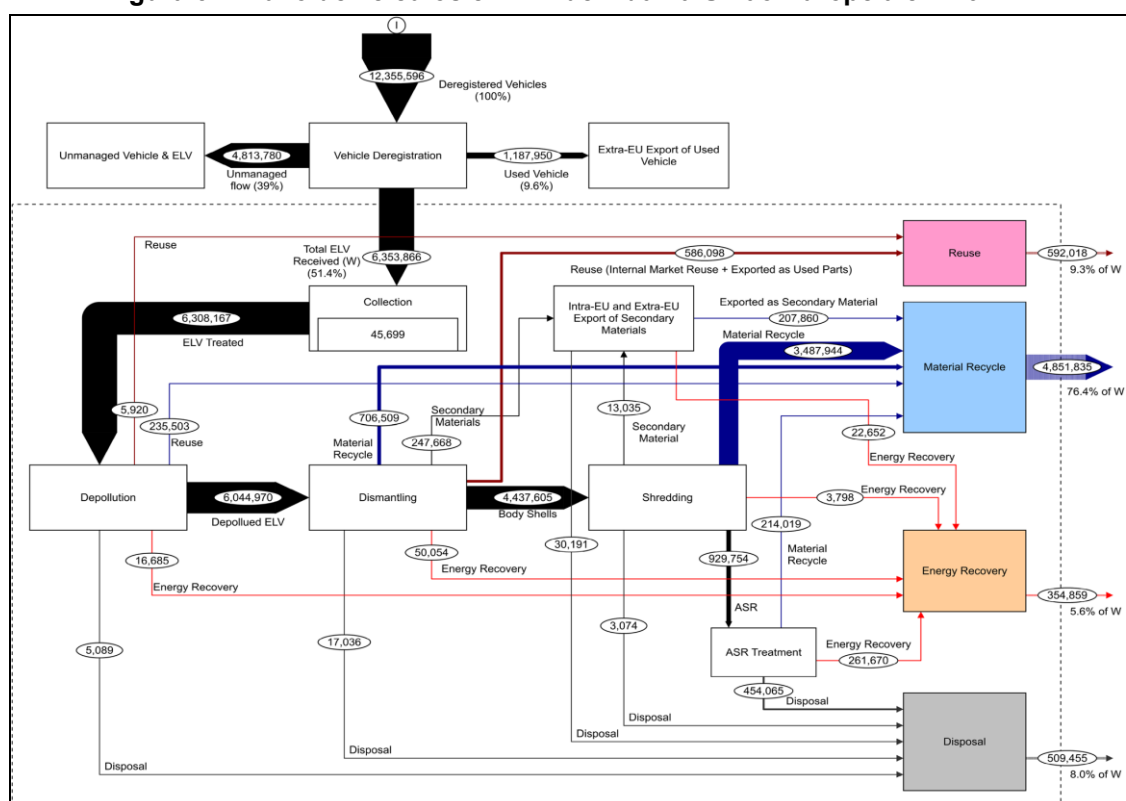 I
12,355,596
Deregistered Vehicles
(100%)
Unmanaged Vehicle & ELV
4,813,780
Unmanaged
flow (39%)
Vehicle Deregistration
1,187,950
Used Vehicle
(9.6%)
Extra-EU Export of Used
Vehicle
Total ELV
Received (W)
(51.4%)
6,353,866
Reuse
586,098
Reuse (Internal Market Reuse + Exported as Used Parts)
Reuse
592,018
9.3% of W
Collection
45,699
6,308,167
ELV Treated
Intra-EU and Extra-EU
Export of Secondary
Materials
Exported as Secondary Material
207,860
Material Recycle
3,487,944
Material Recycle
4,851,835
76.4% of W
5,920
235,503
Reuse
706,509
Material
Recycle
Secondary
Materials
247,668
13,035
Secondary
Material
22,652
Energy Recovery
Depollution
6,044,970
Depollued ELV
Dismantling
4,437,605
Body Shells
Shredding
3,798
Energy Recovery
214,019
Material
Recycle
16,685
Energy Recovery
50,054
Energy Recovery
30,191
929,754
ASR
Energy Recovery
354,859
5.6% of W
5,089
17,036
3,074
ASR Treatment
Energy Recovery
261,670
454,065
Disposal
Disposal
Disposal
Disposal
Disposal
Disposal
509,455
8.0% of W